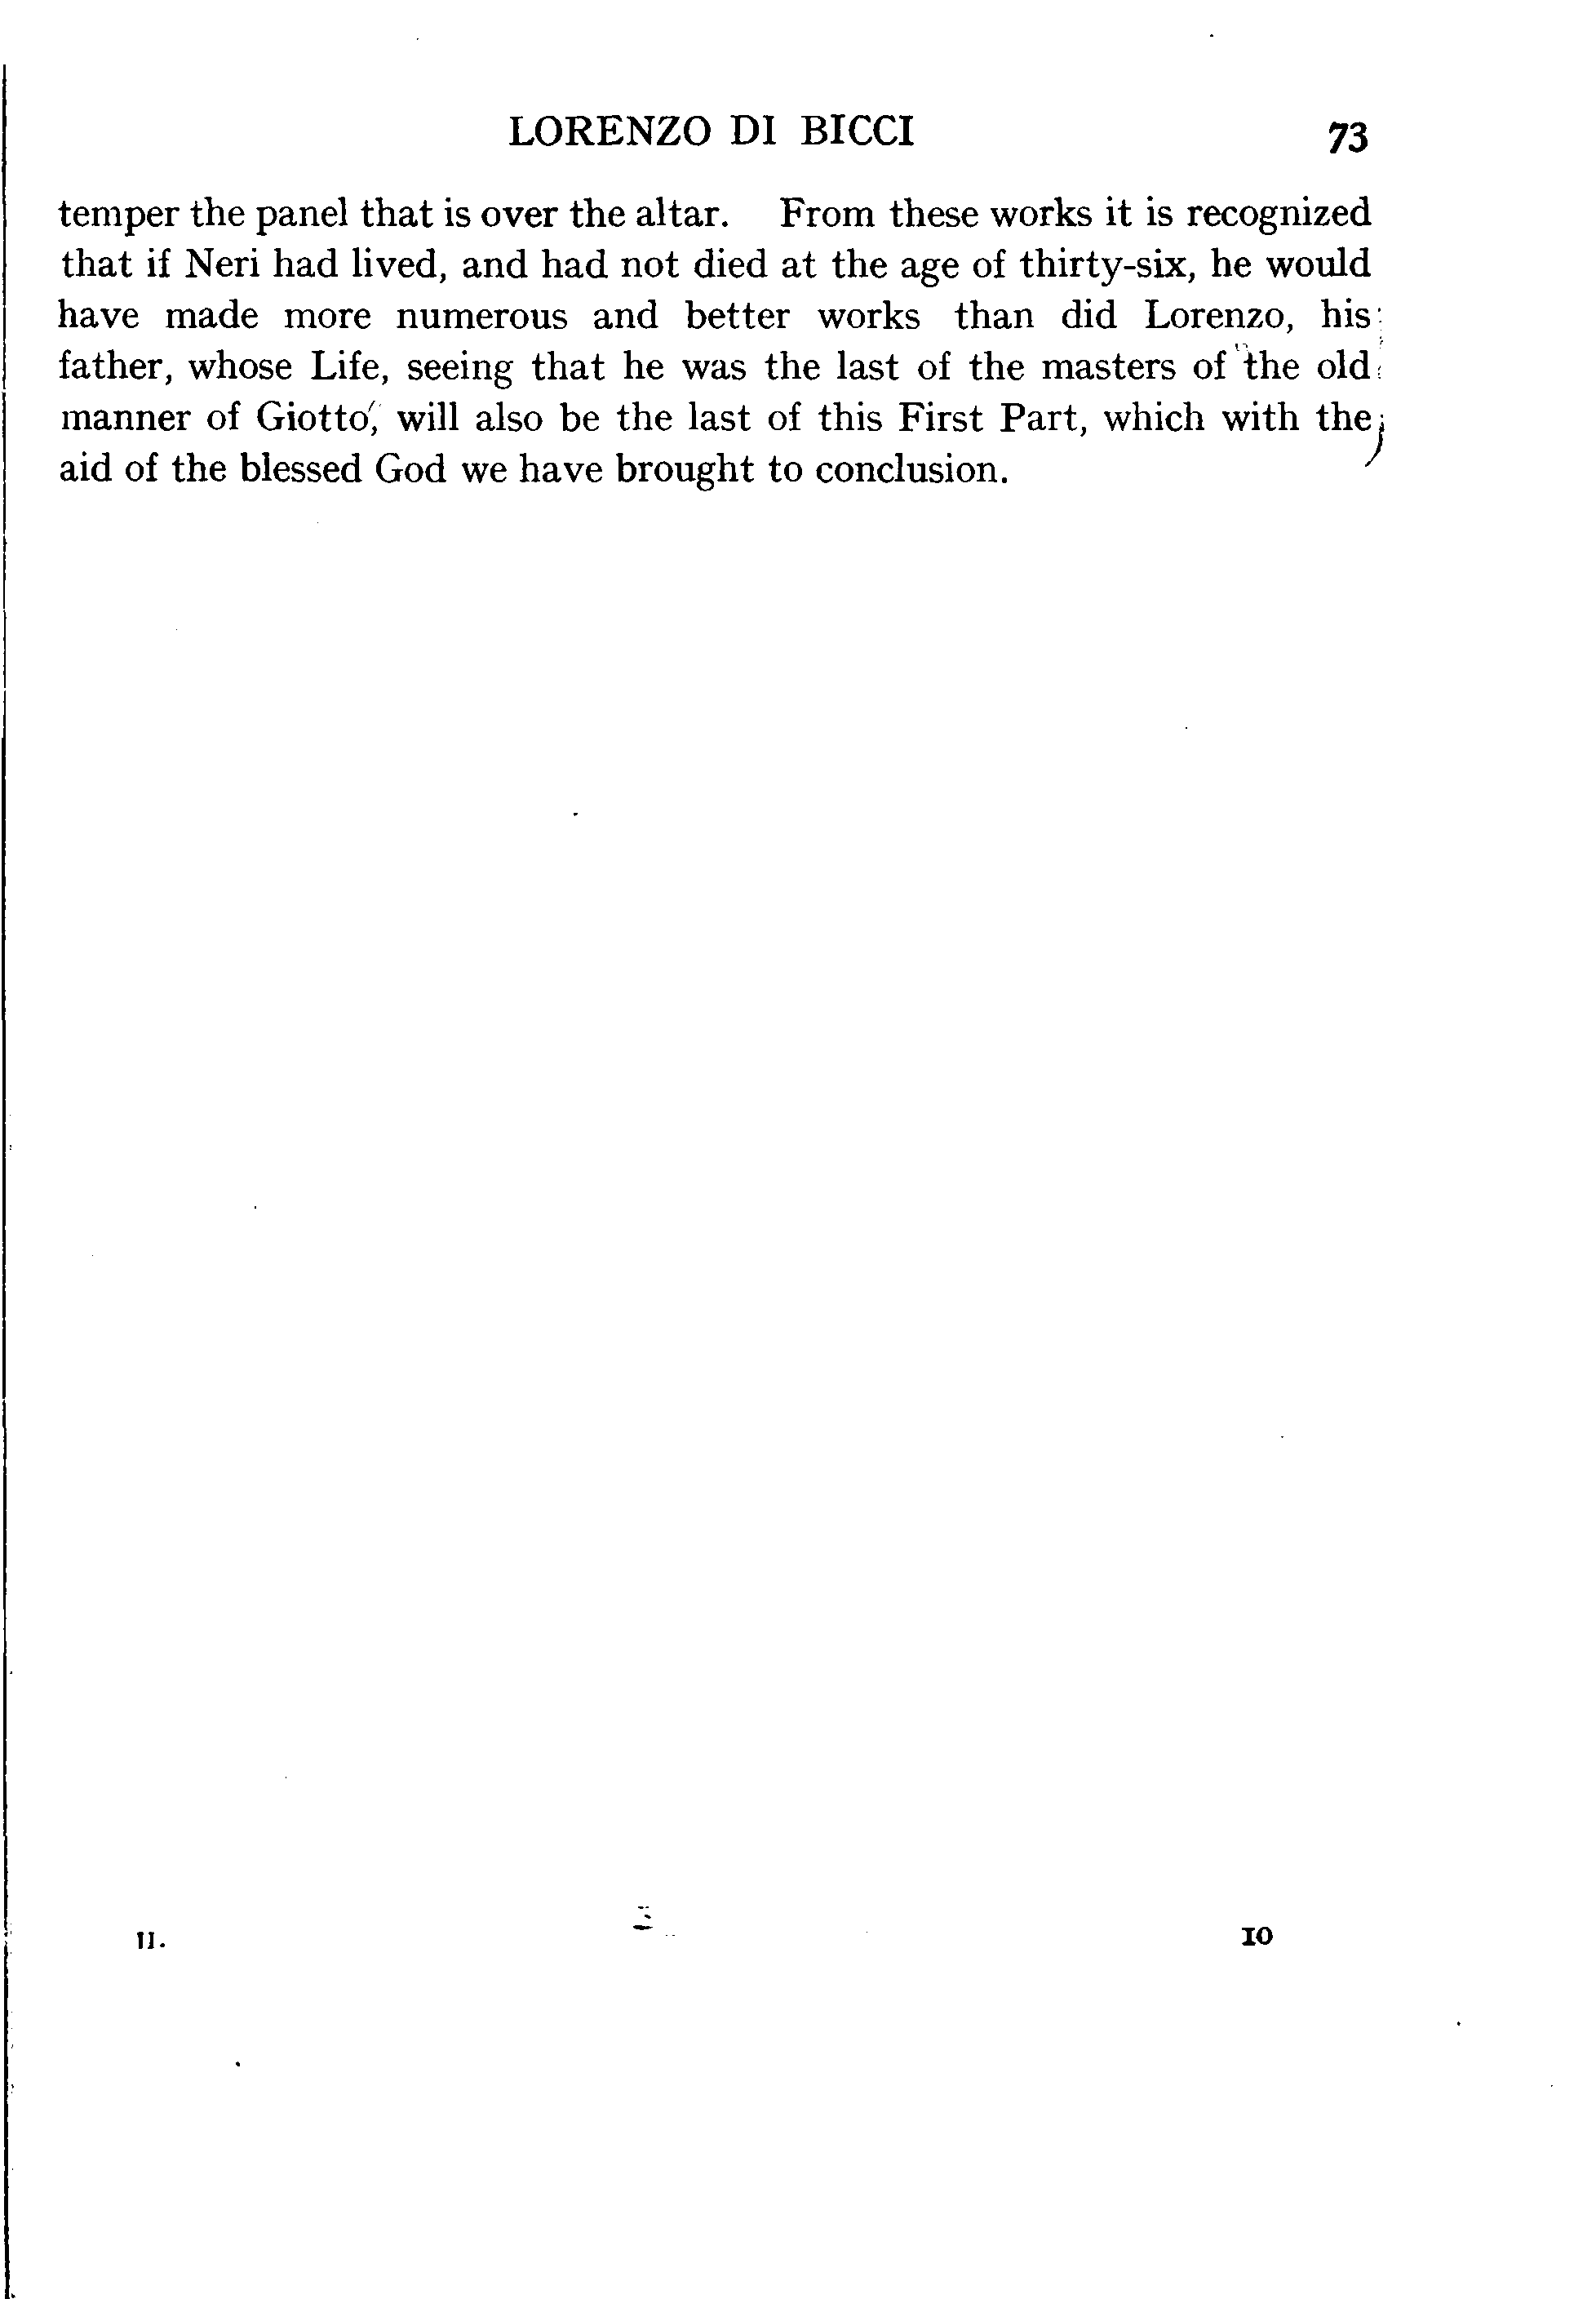 LORENZO DI BICCI 73
temper the panel that is over the altar. From these works it is recognized
that if Neri had lived, and had not died at the age of thirty-six, he would
have made more numerous and better works than did Lorenzo, his
father, whose Life, seeing that he was the last of the masters of the old
manner of Giotto, will also be the last of this First Part, which with the
aid of the blessed God we have brought to conclusion.
II. 10